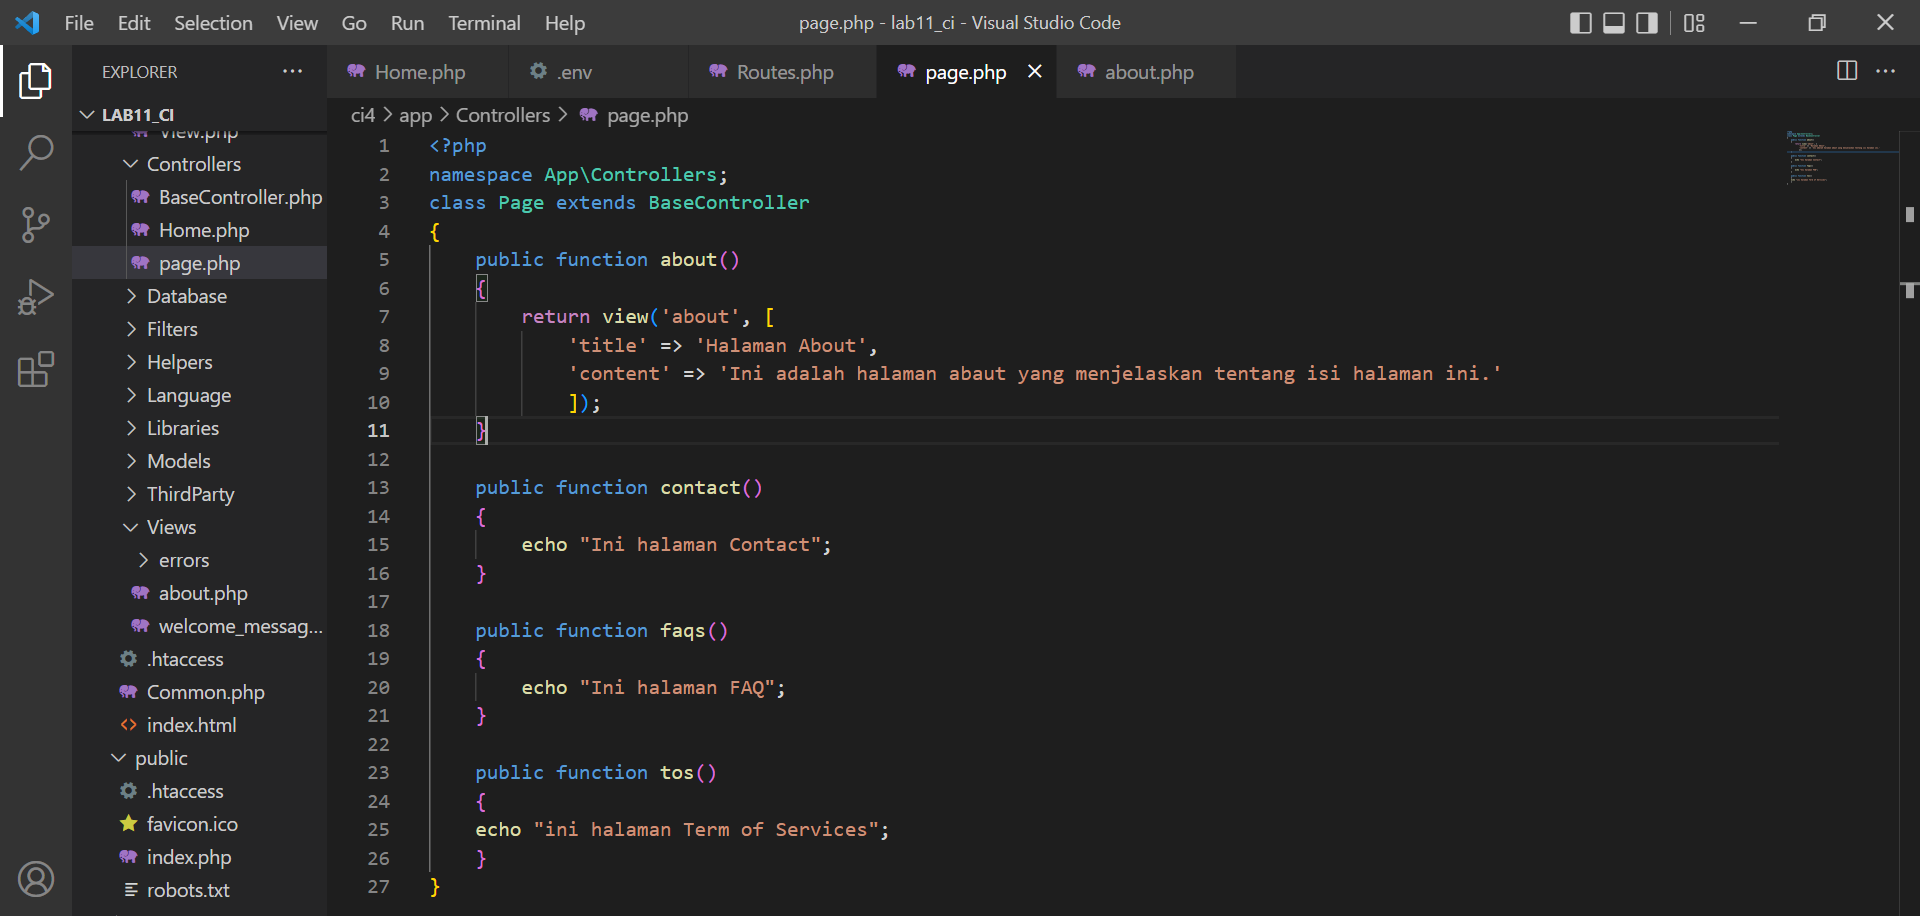 File Edit Selection View Go Run Terminal Help page.php - lab11_ci - Visual Studio Code
EXPLORER ...
Home.php .env Routes.php page.php about.php ...
LAB11_CI
ci4 > app > Controllers > page.php
View.php
Controllers
BaseController.php
Home.php
page.php
Database
Filters
Helpers
Language
Libraries
Models
ThirdParty
Views
errors
about.php
welcome_messag...
.htaccess
Common.php
index.html
public
.htaccess
favicon.ico
index.php
robots.txt
1 <?php
2 namespace App\Controllers;
3 class Page extends BaseController
4 {
5 public function about()
6 {
7 return view('about', [
8 'title' => 'Halaman About',
9 'content' => 'Ini adalah halaman abaut yang menjelaskan tentang isi halaman ini.'
10 ]);
11 }
12
13 public function contact()
14 {
15 echo "Ini halaman Contact";
16 }
17
18 public function faqs()
19 {
20 echo "Ini halaman FAQ";
21 }
22
23 public function tos()
24 {
25 echo "ini halaman Term of Services";
26 }
27 }